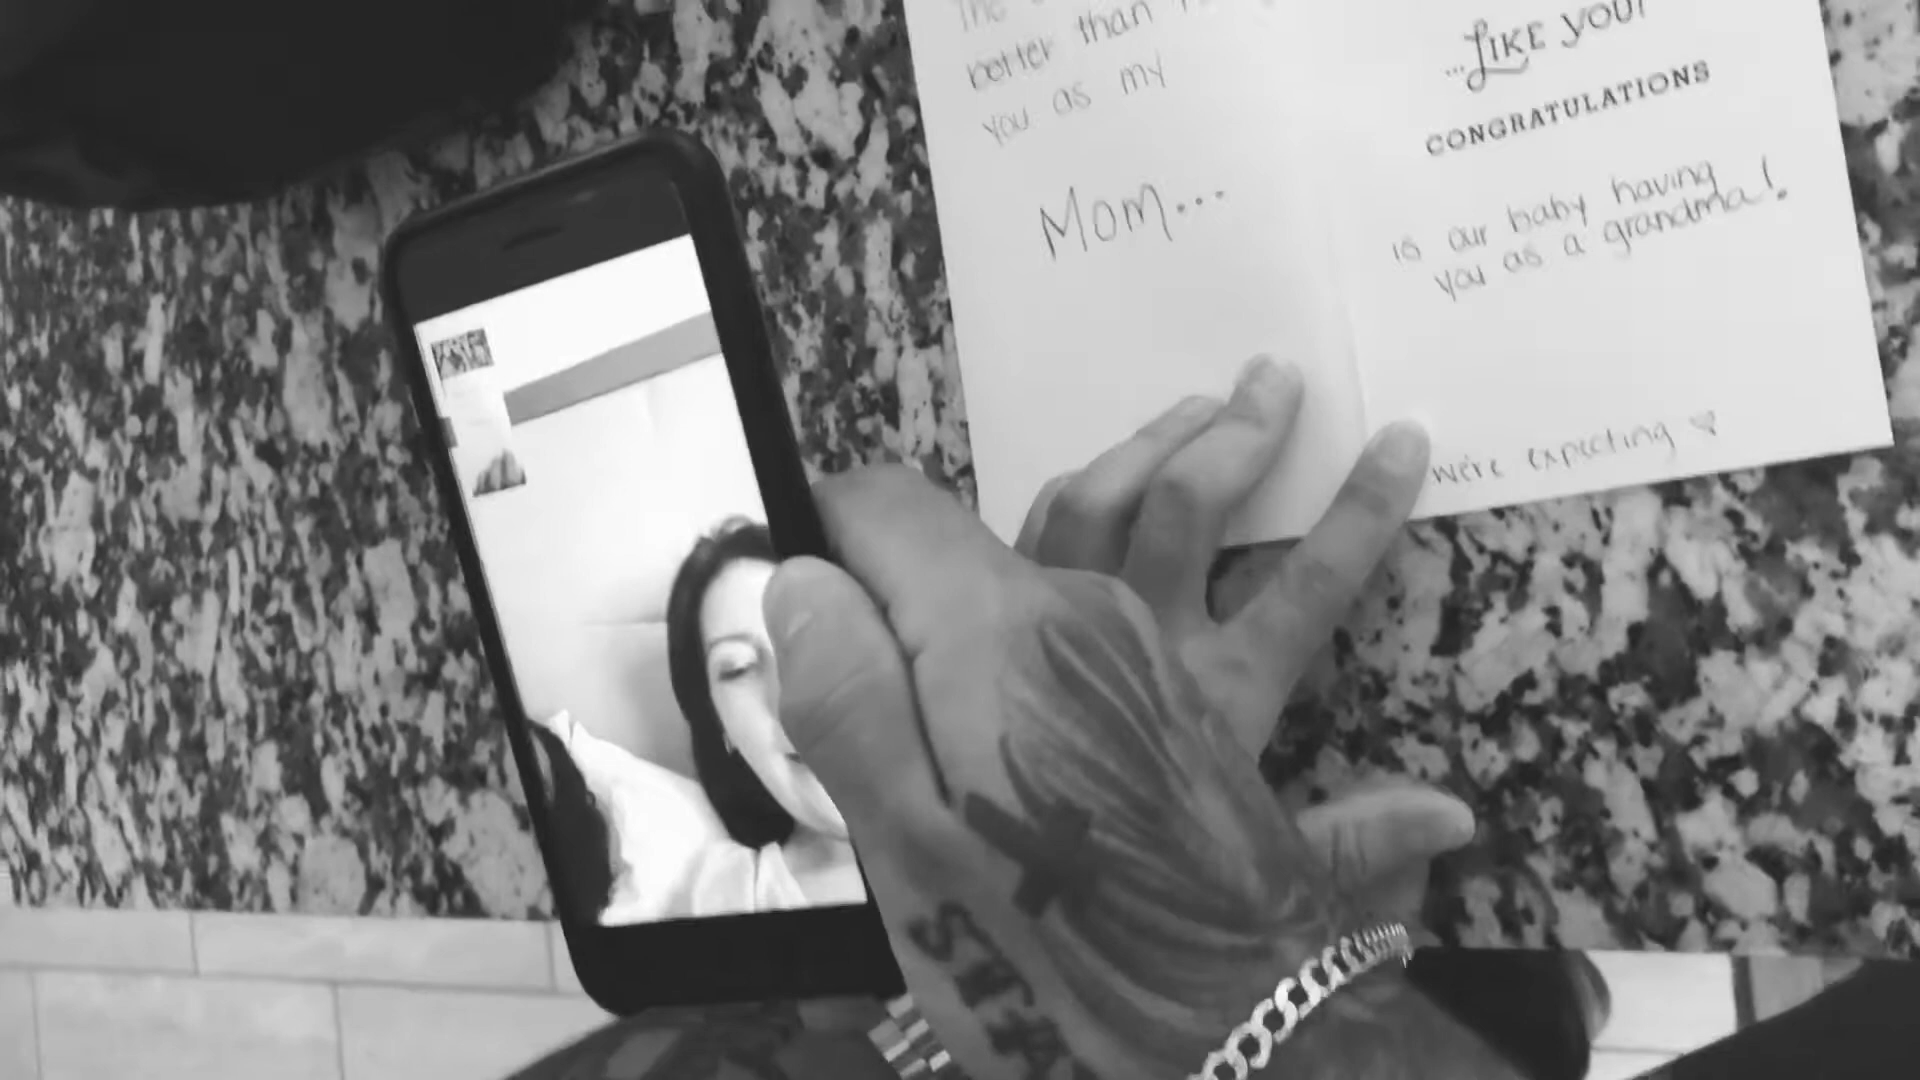 The
better than
you as my
Mom...
...LIKE YOU!
CONGRATULATIONS
is our baby having
you as a grandma!
we're expecting